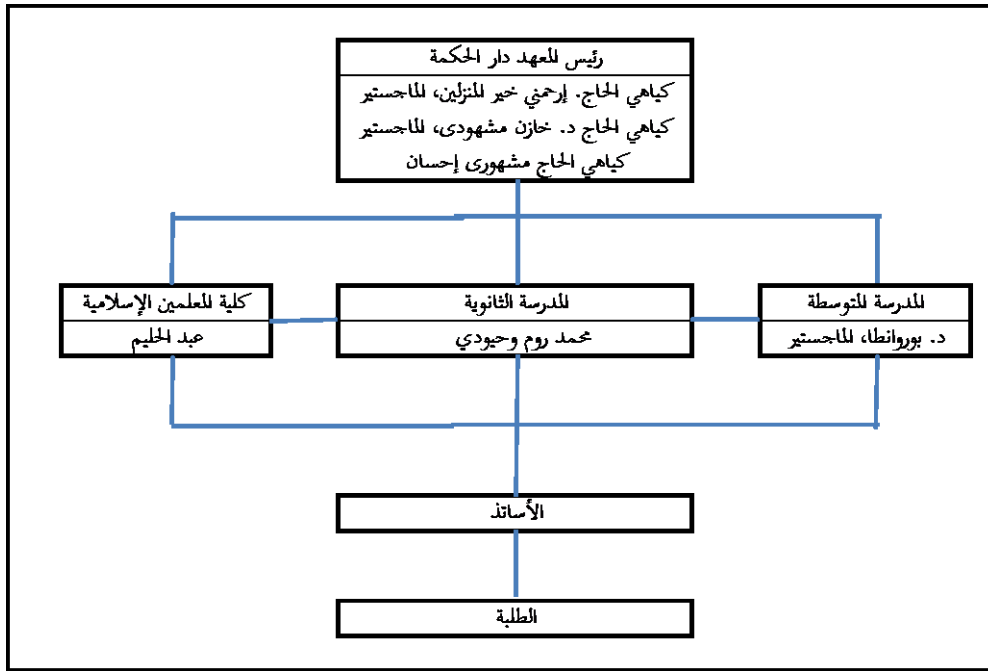 رئيس المعهد دار الحكمة
كياهي الحاج. إرحمني خير المنزلين، الماجستير
كياهي الحاج د. خازن مشهودى، الماجستير
كياهي الحاج مشهورى إحسان
المدرسة المتوسطة
د. بوروانطا، الماجستير
المدرسة الثانوية
محمد روم وحيودي
كلية المعلمين الإسلامية
عبد الحليم
الأساتذ
الطلبة